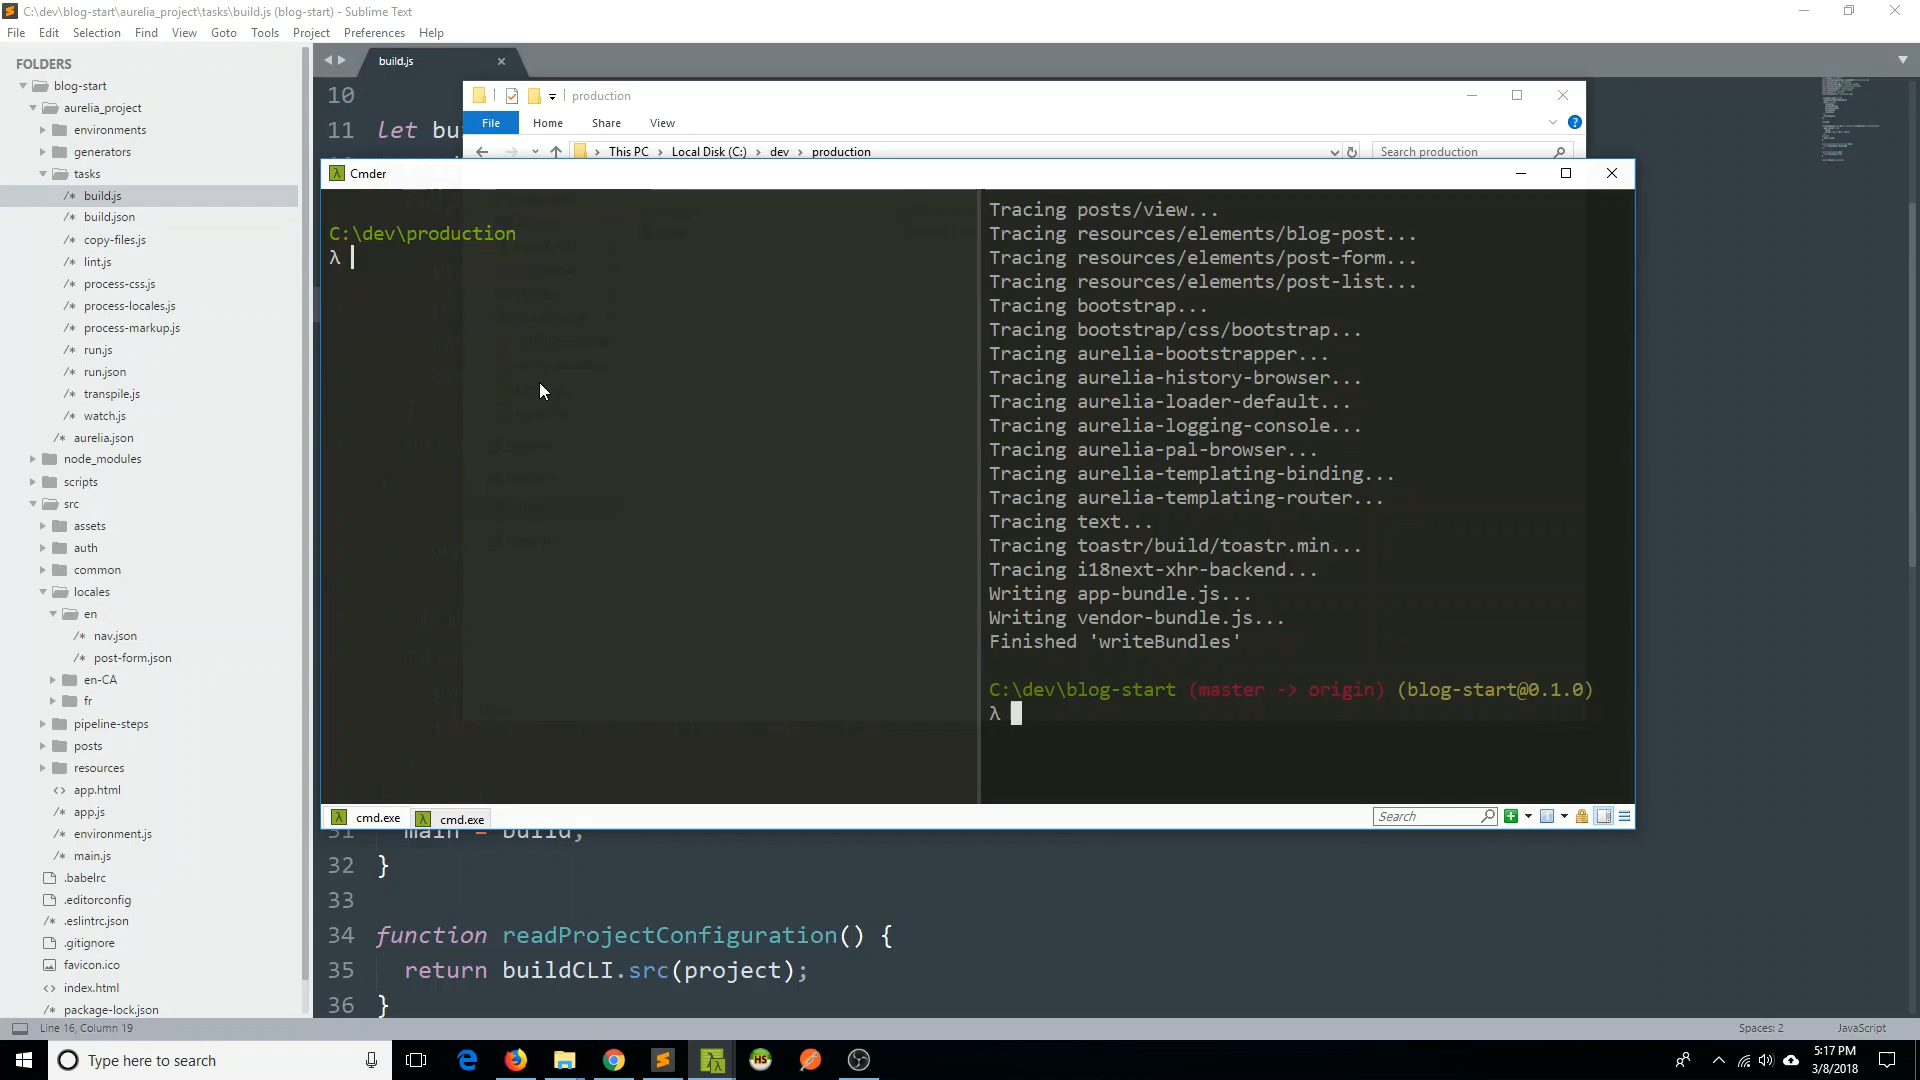 C:\dev\blog-start\aurelia_project\tasks\build.js (blog-start) - Sublime Text
File Edit Selection Find View Goto Tools Project Preferences Help
FOLDERS
blog-start
aurelia_project
environments
generators
tasks
build.js
build.json
copy-files.js
lint.js
process-css.js
process-locales.js
process-markup.js
run.js
run.json
transpile.js
watch.js
aurelia.json
node_modules
scripts
src
assets
auth
common
locales
en
nav.json
post-form.json
en-CA
fr
pipeline-steps
posts
resources
app.html
app.js
environment.js
main.js
.babelrc
.editorconfig
.eslintrc.json
.gitignore
favicon.ico
index.html
package-lock.json
build.js
10
11 let bu
production
File Home Share View
This PC > Local Disk (C:) > dev > production
Search production
Cmder
C:\dev\production
λ
Tracing posts/view...
Tracing resources/elements/blog-post...
Tracing resources/elements/post-form...
Tracing resources/elements/post-list...
Tracing bootstrap...
Tracing bootstrap/css/bootstrap...
Tracing aurelia-bootstrapper...
Tracing aurelia-history-browser...
Tracing aurelia-loader-default...
Tracing aurelia-logging-console...
Tracing aurelia-pal-browser...
Tracing aurelia-templating-binding...
Tracing aurelia-templating-router...
Tracing text...
Tracing toastr/build/toastr.min...
Tracing i18next-xhr-backend...
Writing app-bundle.js...
Writing vendor-bundle.js...
Finished 'writeBundles'
C:\dev\blog-start (master -> origin) (blog-start@0.1.0)
λ
cmd.exe cmd.exe
Search
31 main = build;
32 }
33
34 function readProjectConfiguration() {
35 return buildCLI.src(project);
36 }
Line 16, Column 19
Spaces: 2 JavaScript
Type here to search
HS
5:17 PM
3/8/2018